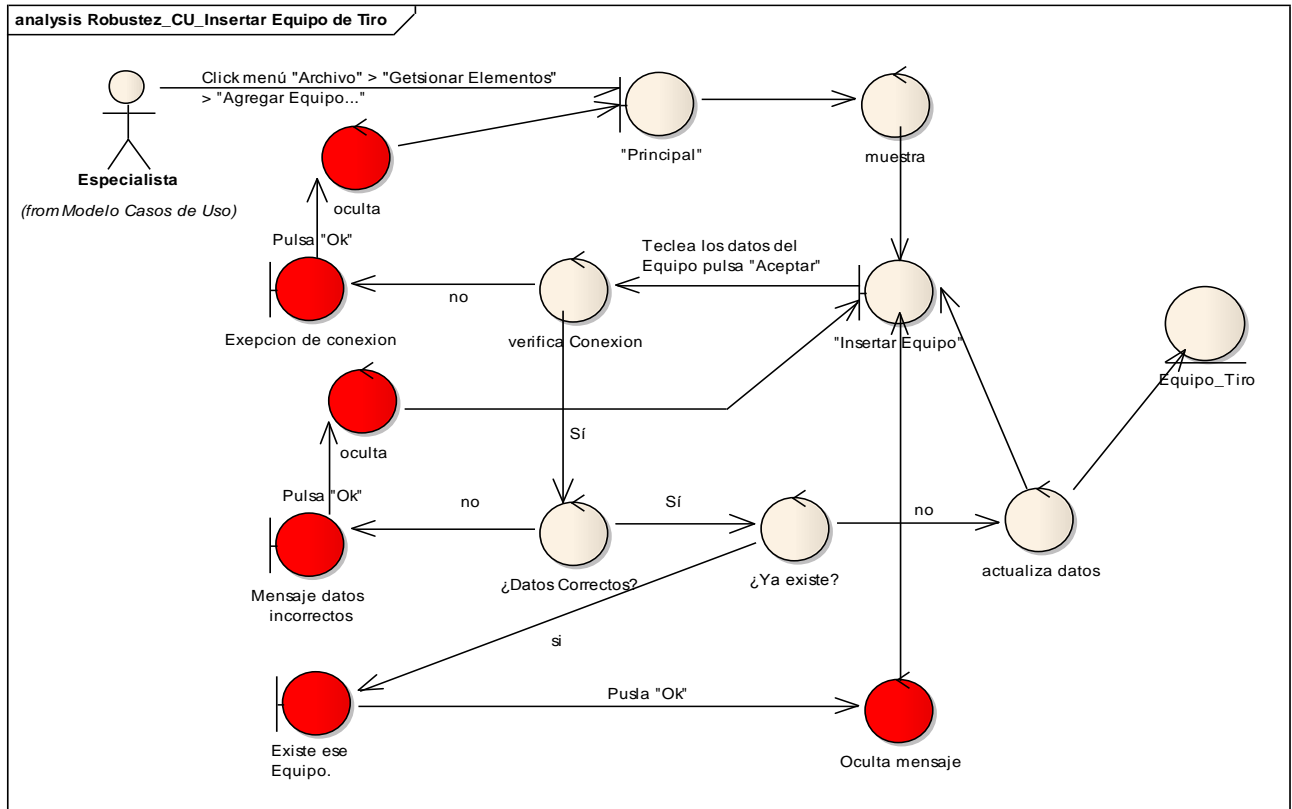 analysis Robustez_CU_Insertar Equipo de Tiro
Click menú "Archivo" > "Getsionar Elementos"
> "Agregar Equipo..."
"Principal"
muestra
Especialista
(from Modelo Casos de Uso)
oculta
Pulsa "Ok"
Teclea los datos del
Equipo pulsa "Aceptar"
no
Exepcion de conexion
verifica Conexion
"Insertar Equipo"
Equipo_Tiro
oculta
Sí
Pulsa "Ok"
no
Sí
no
Mensaje datos
incorrectos
¿Datos Correctos?
¿Ya existe?
actualiza datos
si
Pusla "Ok"
Existe ese
Equipo.
Oculta mensaje